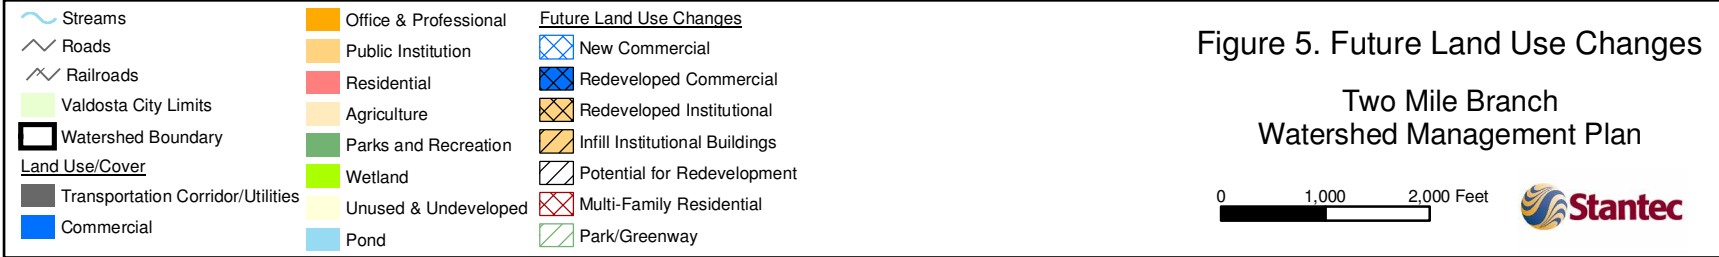 Streams
Roads
Railroads
Valdosta City Limits
Watershed Boundary
Land Use/Cover
Transportation Corridor/Utilities
Commercial
Office & Professional
Public Institution
Residential
Agriculture
Parks and Recreation
Wetland
Unused & Undeveloped
Pond
Future Land Use Changes
New Commercial
Redeveloped Commercial
Redeveloped Institutional
Infill Institutional Buildings
Potential for Redevelopment
Multi-Family Residential
Park/Greenway
Figure 5. Future Land Use Changes
Two Mile Branch
Watershed Management Plan
0 1,000 2,000 Feet
Stantec